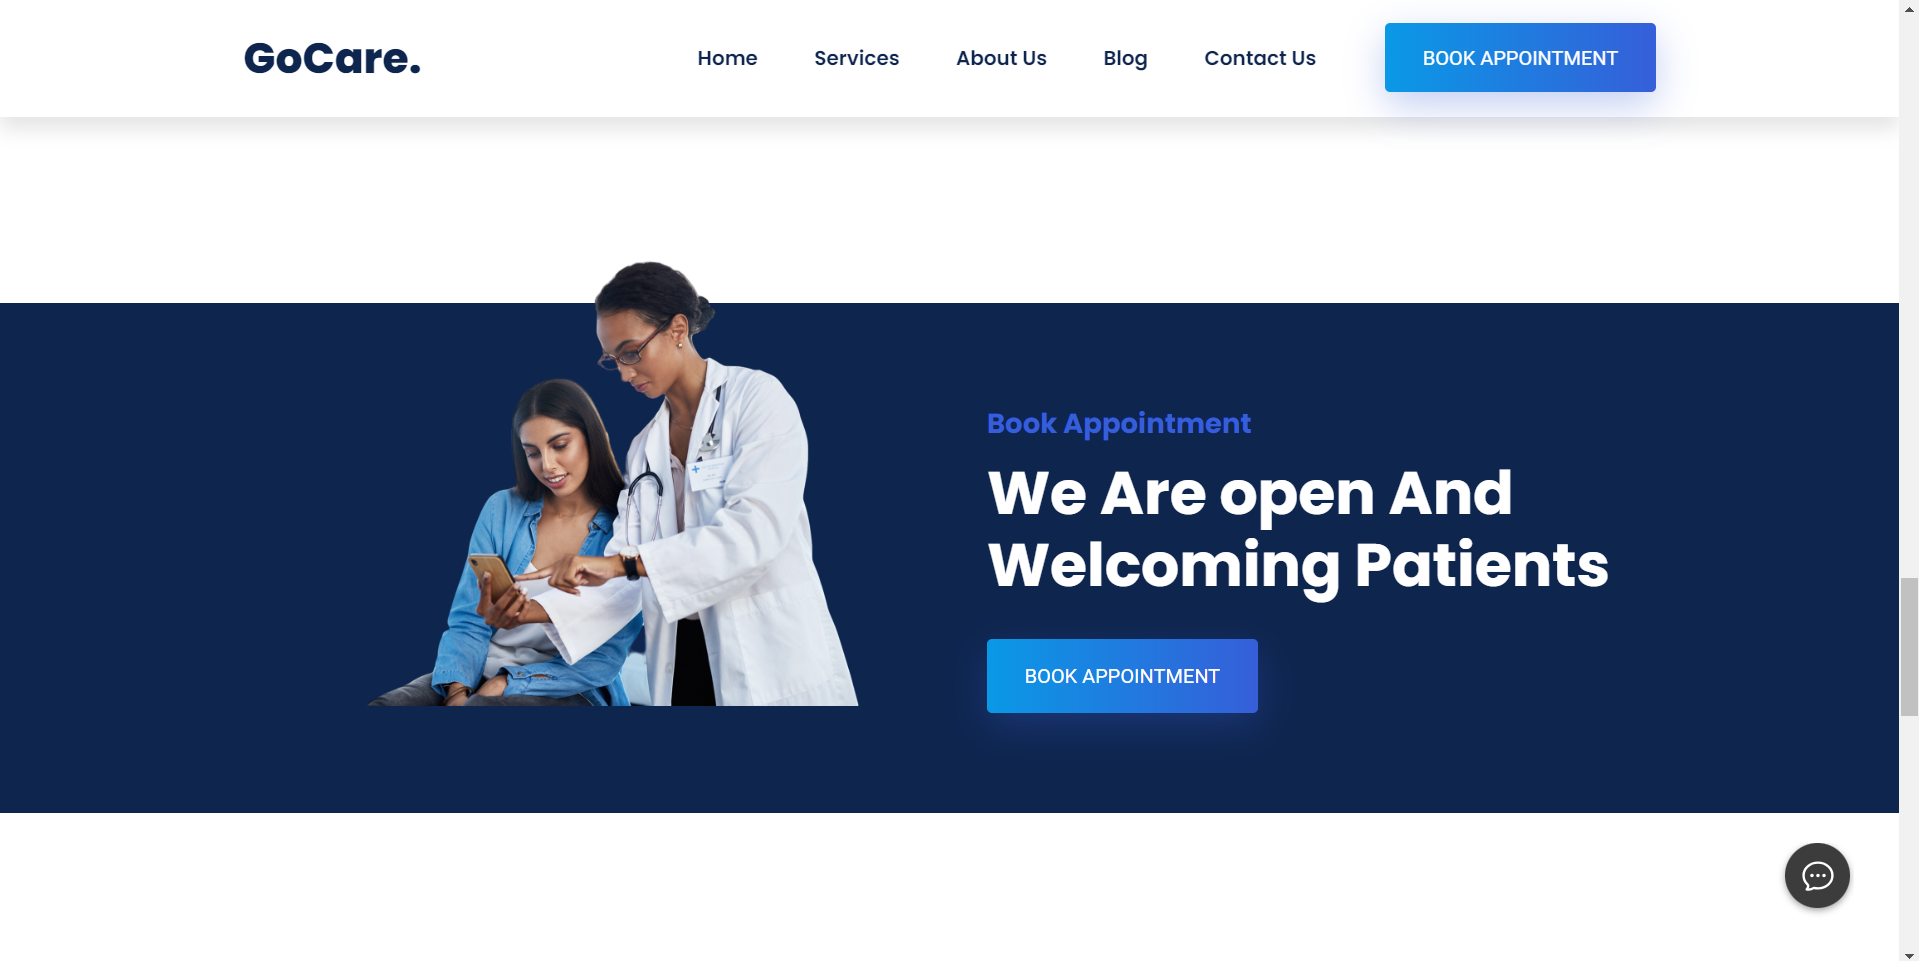 GoCare.
Home
Services
About Us
Blog
Contact Us
BOOK APPOINTMENT
Book Appointment
We Are open And
Welcoming Patients
BOOK APPOINTMENT